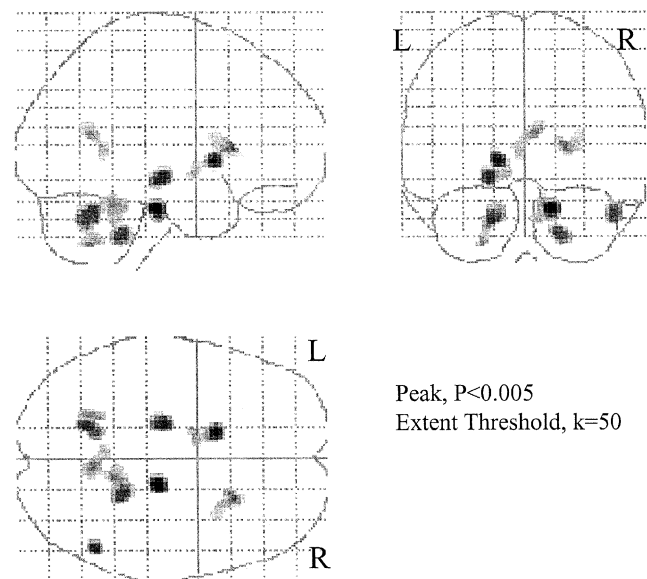 L
R
L
Peak, P<0.005
Extent Threshold, k=50
R